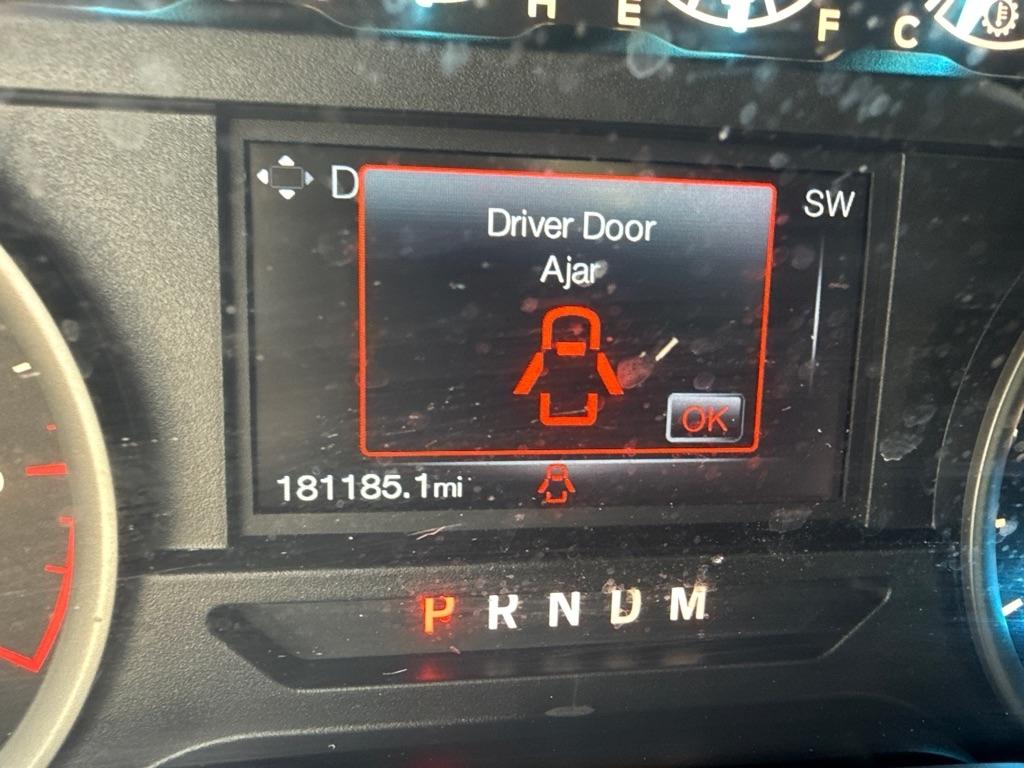 H E F C
D SW
Driver Door
Ajar
OK
181185.1mi
P R N D M